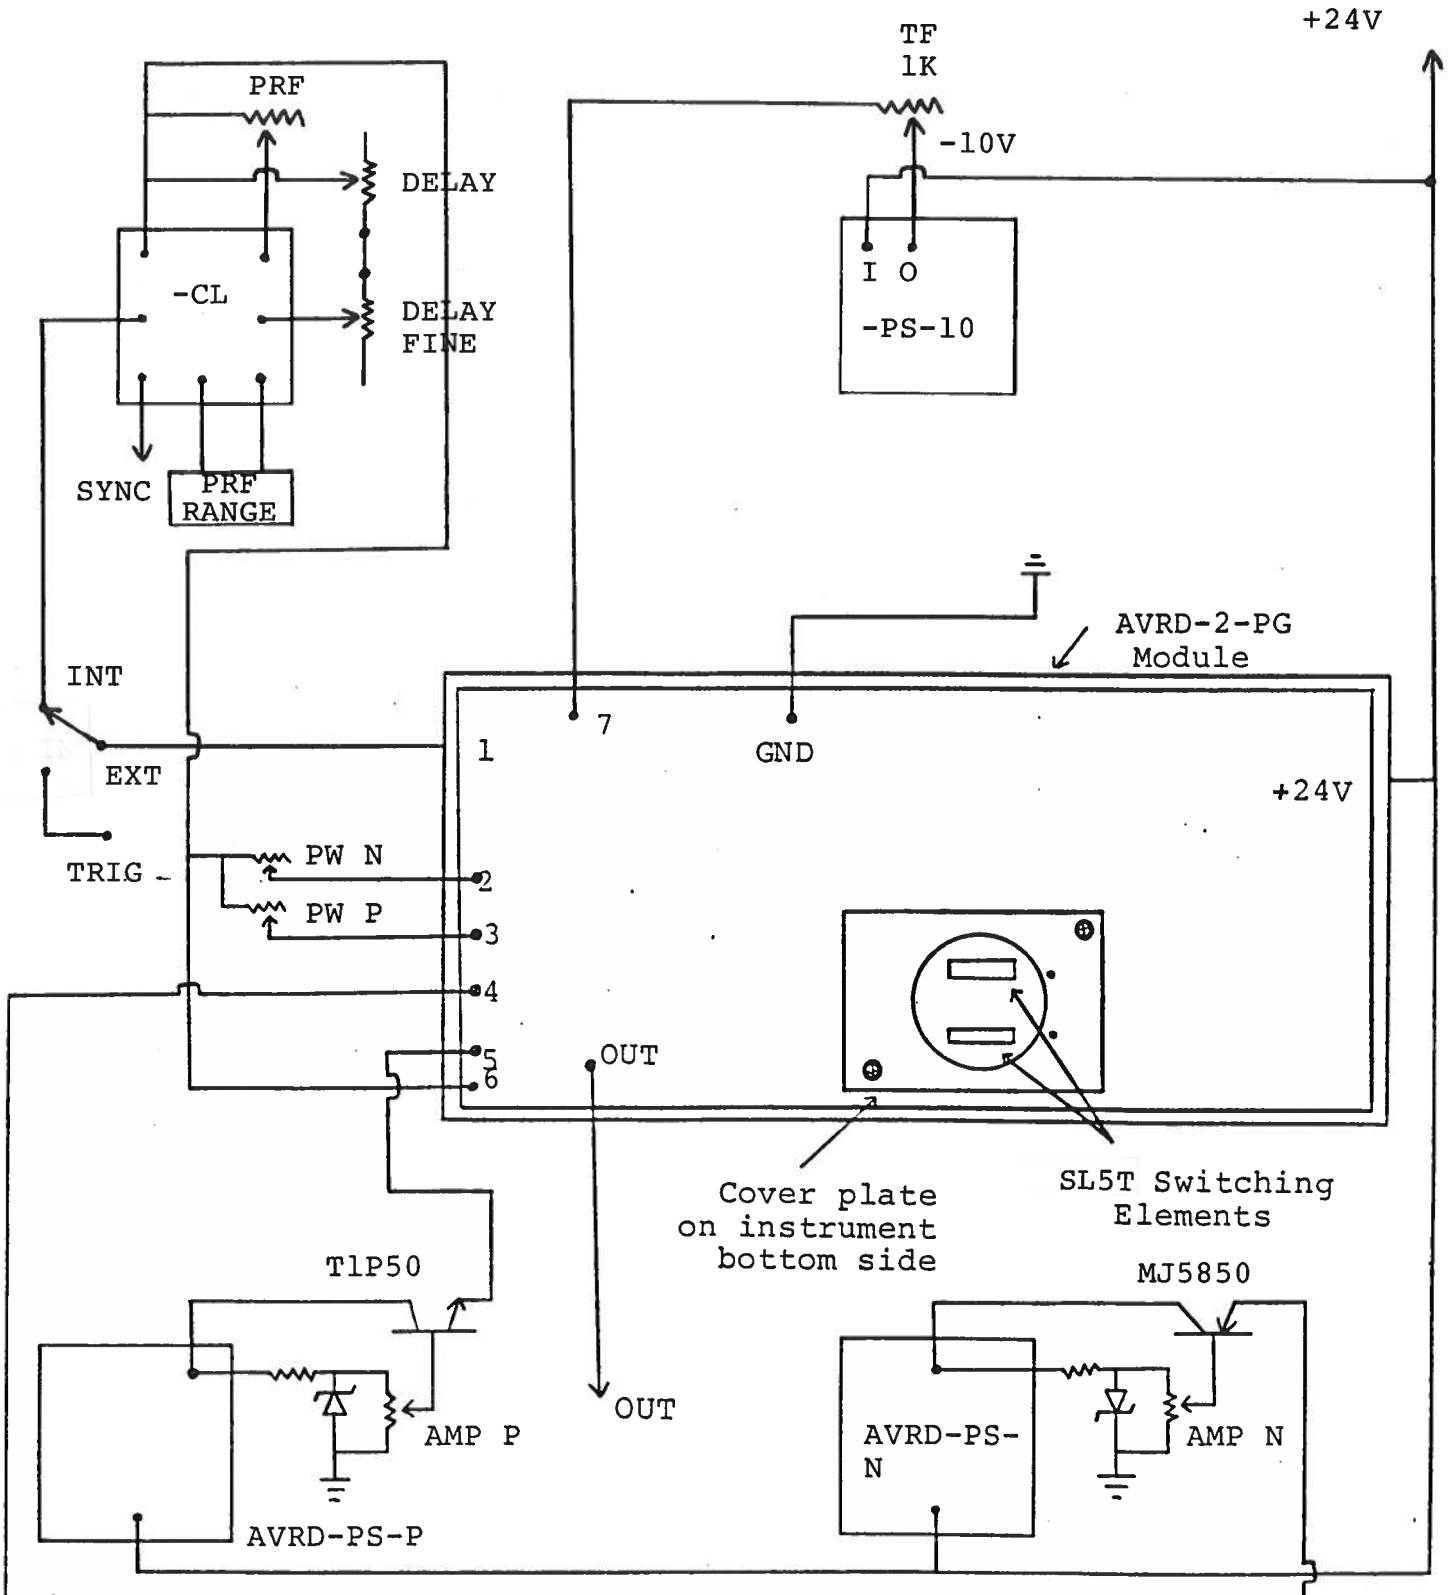 +24V
TF
1K
PRF
-10V
DELAY
I O
-CL
DELAY
FINE
-PS-10
SYNC
PRF
RANGE
AVRD-2-PG
Module
INT
7
1
GND
EXT
+24V
PW N
2
TRIG
PW P
3
4
5
OUT
6
SL5T Switching
Elements
Cover plate
on instrument
bottom side
T1P50
MJ5850
OUT
AMP P
AVRD-PS-
N
AMP N
AVRD-PS-P